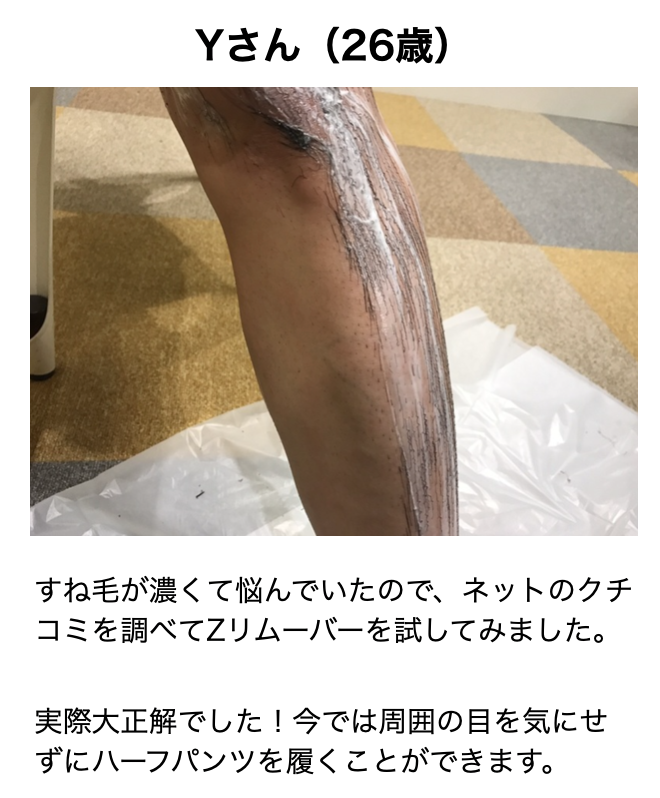 Yさん（26歳）
すね毛が濃くて悩んでいたので、ネットのクチ
コミを調べてZリムーバーを試してみました。
実際大正解でした！今では周囲の目を気にせ
ずにハーフパンツを履くことができます。